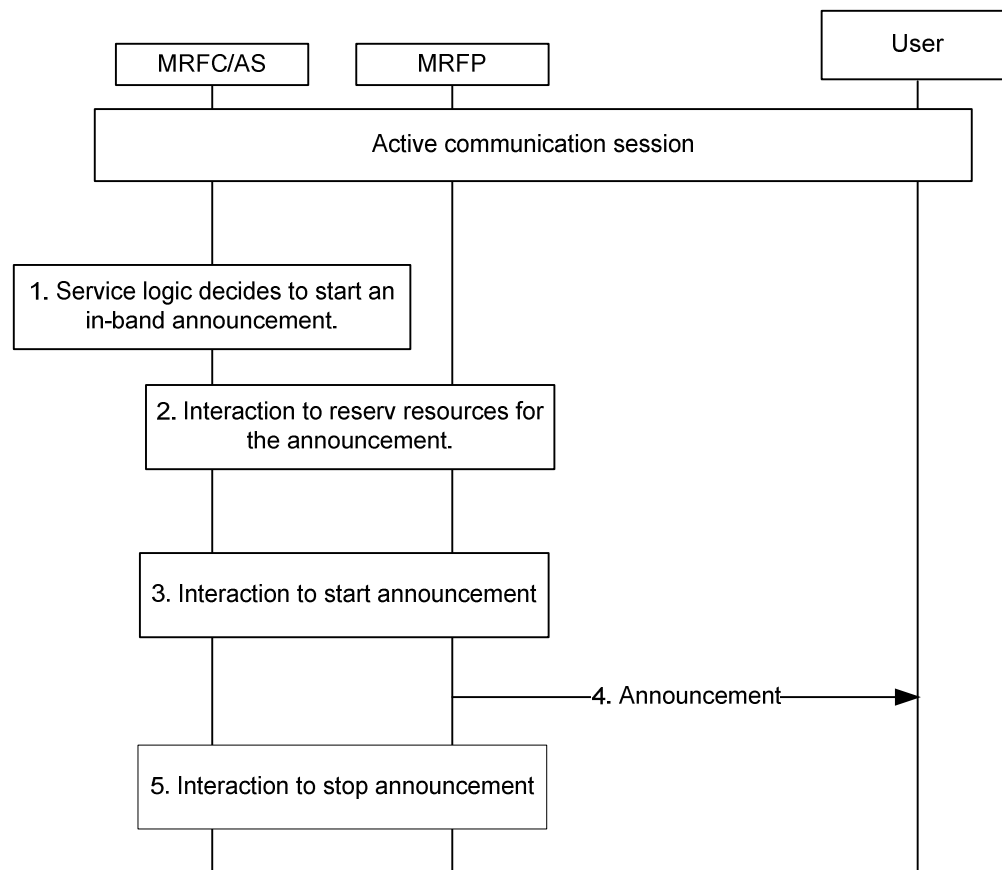 MRFC/AS
MRFP
User
Active communication session
1. Service logic decides to start an
in-band announcement.
2. Interaction to reserv resources for
the announcement.
3. Interaction to start announcement
4. Announcement
5. Interaction to stop announcement